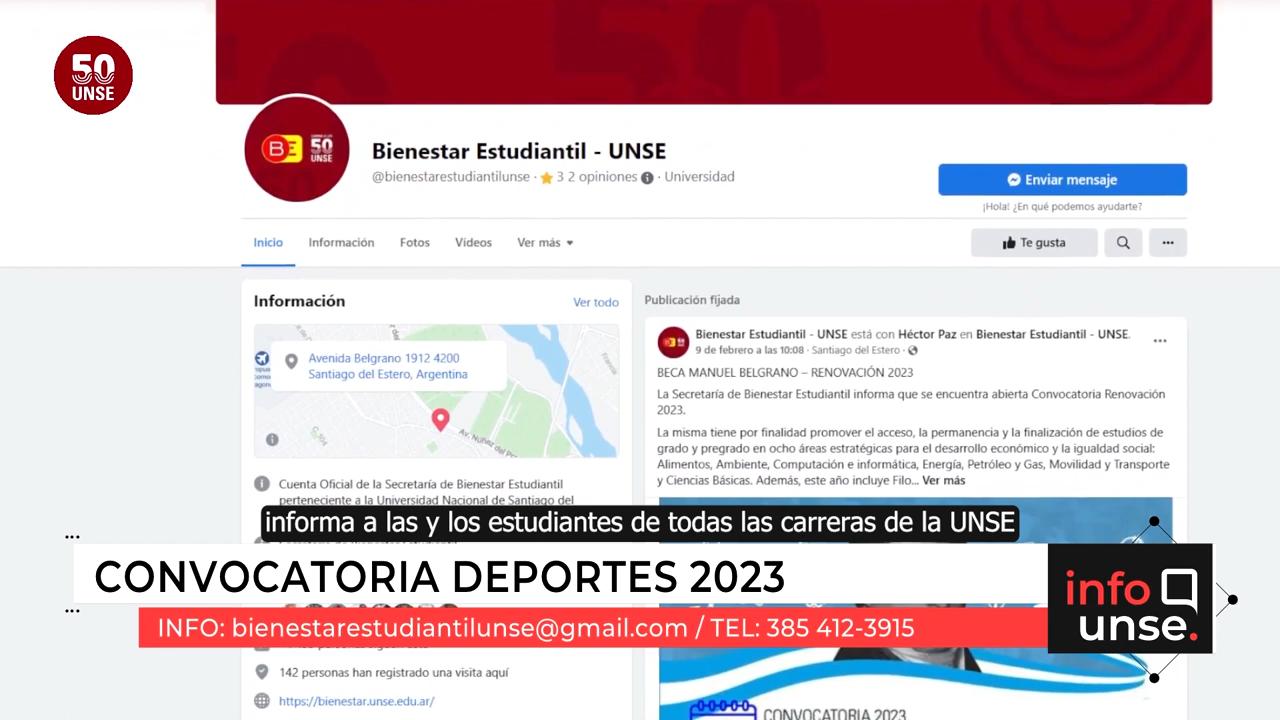 50
UNSE
BE
50
UNSE
Bienestar Estudiantil - UNSE
@bienestarestudiantilunse · 3 2 opiniones · Universidad
Enviar mensaje
¡Hola! ¿En qué podemos ayudarte?
Inicio
Información
Fotos
Videos
Ver más
Te gusta
Información
Ver todo
Avenida Belgrano 1912 4200
Santiago del Estero, Argentina
Cuenta Oficial de la Secretaría de Bienestar Estudiantil
perteneciente a la Universidad Nacional de Santiago del
Publicación fijada
Bienestar Estudiantil - UNSE está con Héctor Paz en Bienestar Estudiantil - UNSE.
9 de febrero a las 10:08 · Santiago del Estero ·
BECA MANUEL BELGRANO – RENOVACIÓN 2023
La Secretaría de Bienestar Estudiantil informa que se encuentra abierta Convocatoria Renovación
2023.
La misma tiene por finalidad promover el acceso, la permanencia y la finalización de estudios de
grado y pregrado en ocho áreas estratégicas para el desarrollo económico y la igualdad social:
Alimentos, Ambiente, Computación e informática, Energía, Petróleo y Gas, Movilidad y Transporte
y Ciencias Básicas. Además, este año incluye Filo... Ver más
informa a las y los estudiantes de todas las carreras de la UNSE
CONVOCATORIA DEPORTES 2023
INFO: bienestarestudiantilunse@gmail.com / TEL: 385 412-3915
info
unse.
142 personas han registrado una visita aquí
https://bienestar.unse.edu.ar/
CONVOCATORIA 2023